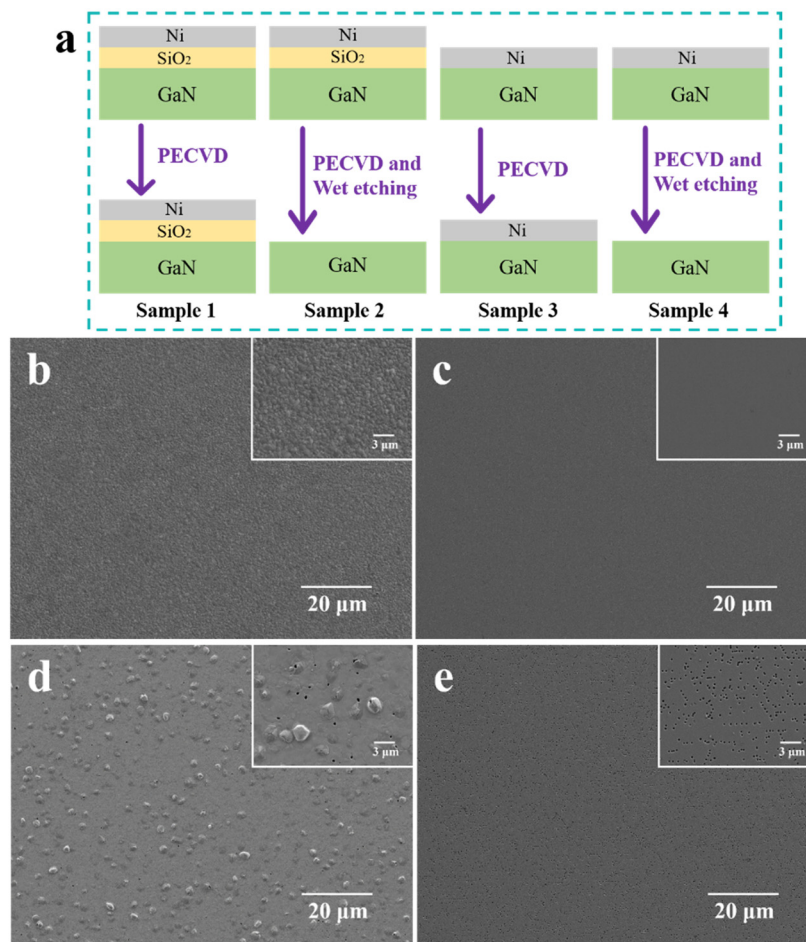 a
Ni
Ni
SiO₂
SiO₂
Ni
Ni
GaN
GaN
GaN
GaN
PECVD
PECVD and
Wet etching
PECVD
PECVD and
Wet etching
Ni
SiO₂
Ni
GaN
GaN
GaN
GaN
Sample 1
Sample 2
Sample 3
Sample 4
b
3 μm
20 μm
c
3 μm
20 μm
d
3 μm
20 μm
e
3 μm
20 μm